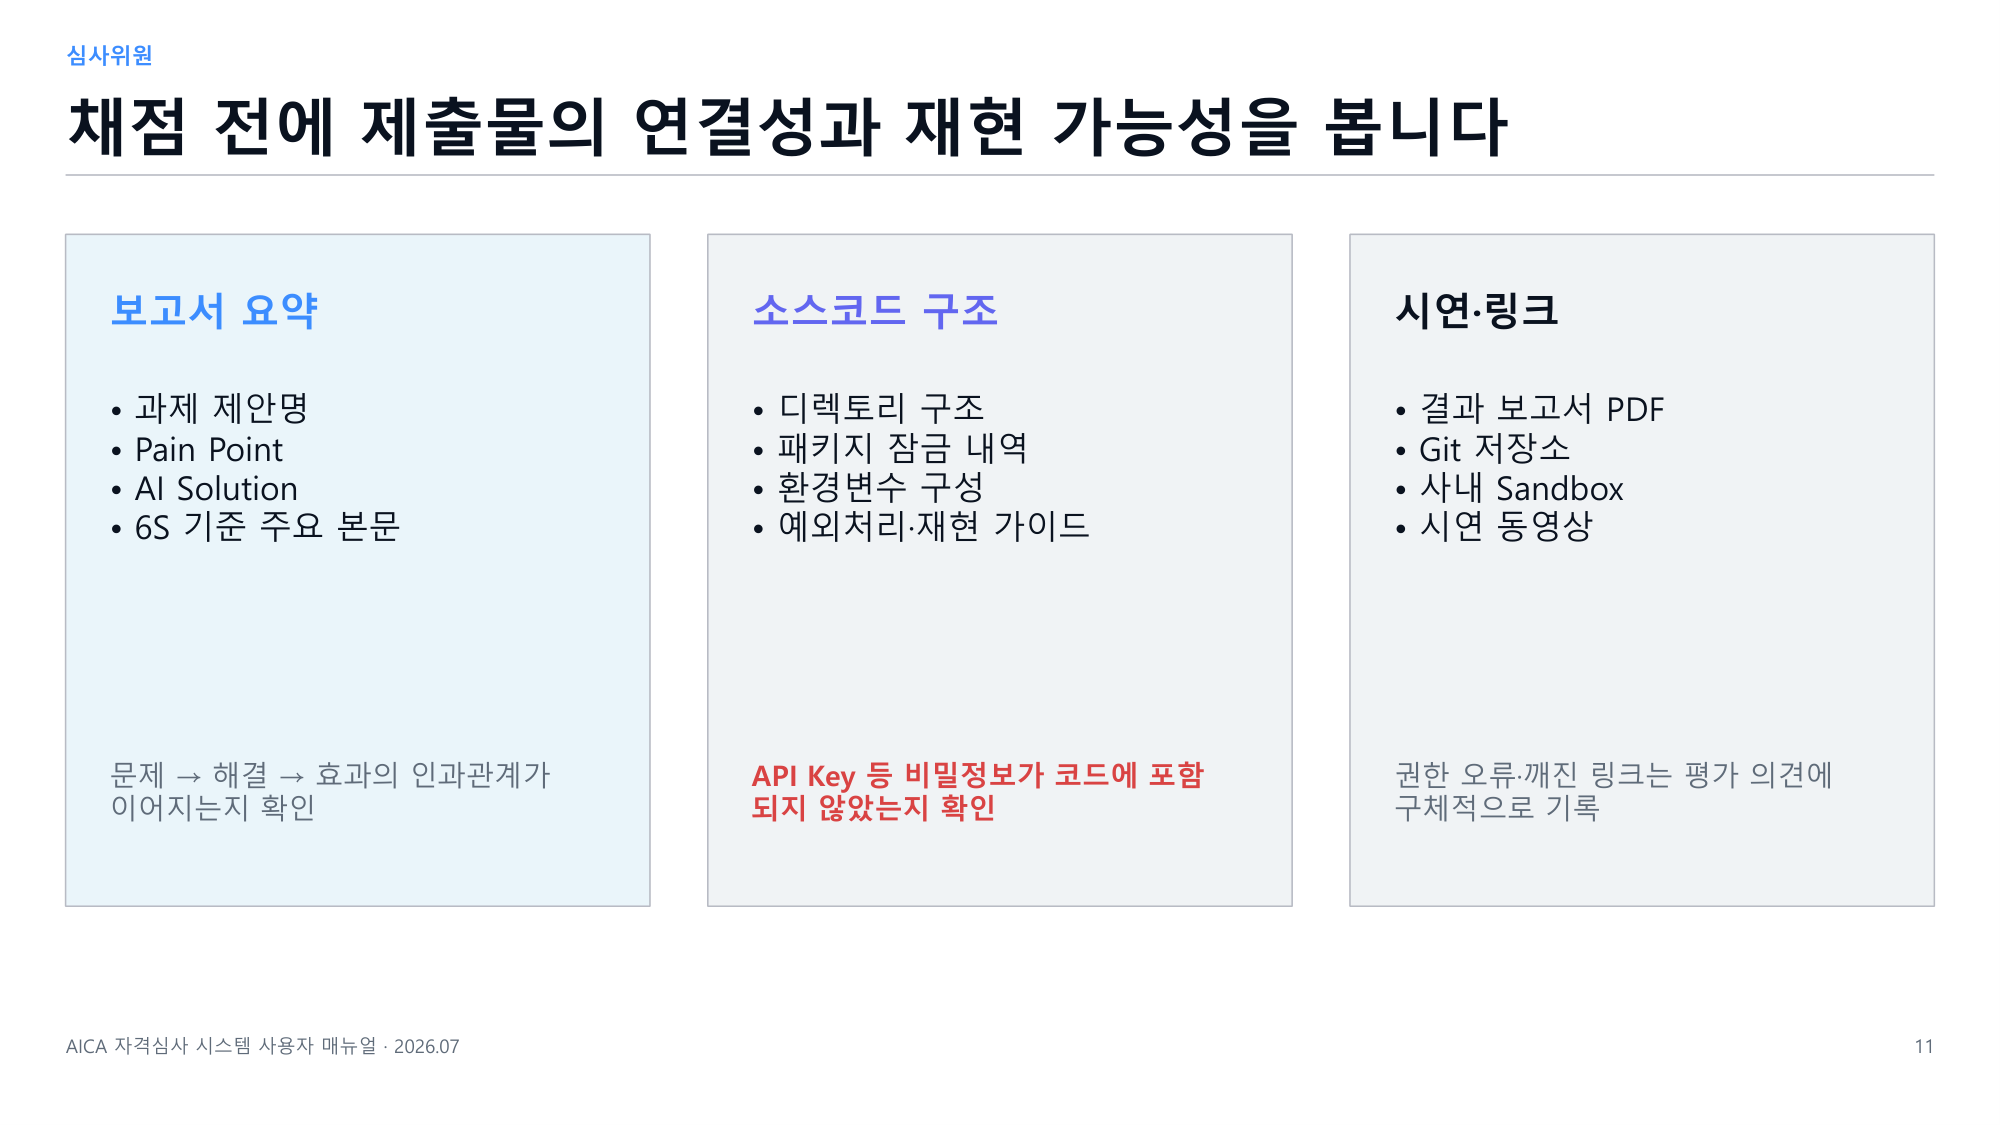 심사위원
채점 전에 제출물의 연결성과 재현 가능성을 봅니다
보고서 요약
• 과제 제안명
• Pain Point
• AI Solution
• 6S 기준 주요 본문
문제 → 해결 → 효과의 인과관계가
이어지는지 확인
소스코드 구조
• 디렉토리 구조
• 패키지 잠금 내역
• 환경변수 구성
• 예외처리·재현 가이드
API Key 등 비밀정보가 코드에 포함
되지 않았는지 확인
시연·링크
• 결과 보고서 PDF
• Git 저장소
• 사내 Sandbox
• 시연 동영상
권한 오류·깨진 링크는 평가 의견에
구체적으로 기록
AICA 자격심사 시스템 사용자 매뉴얼 · 2026.07
11